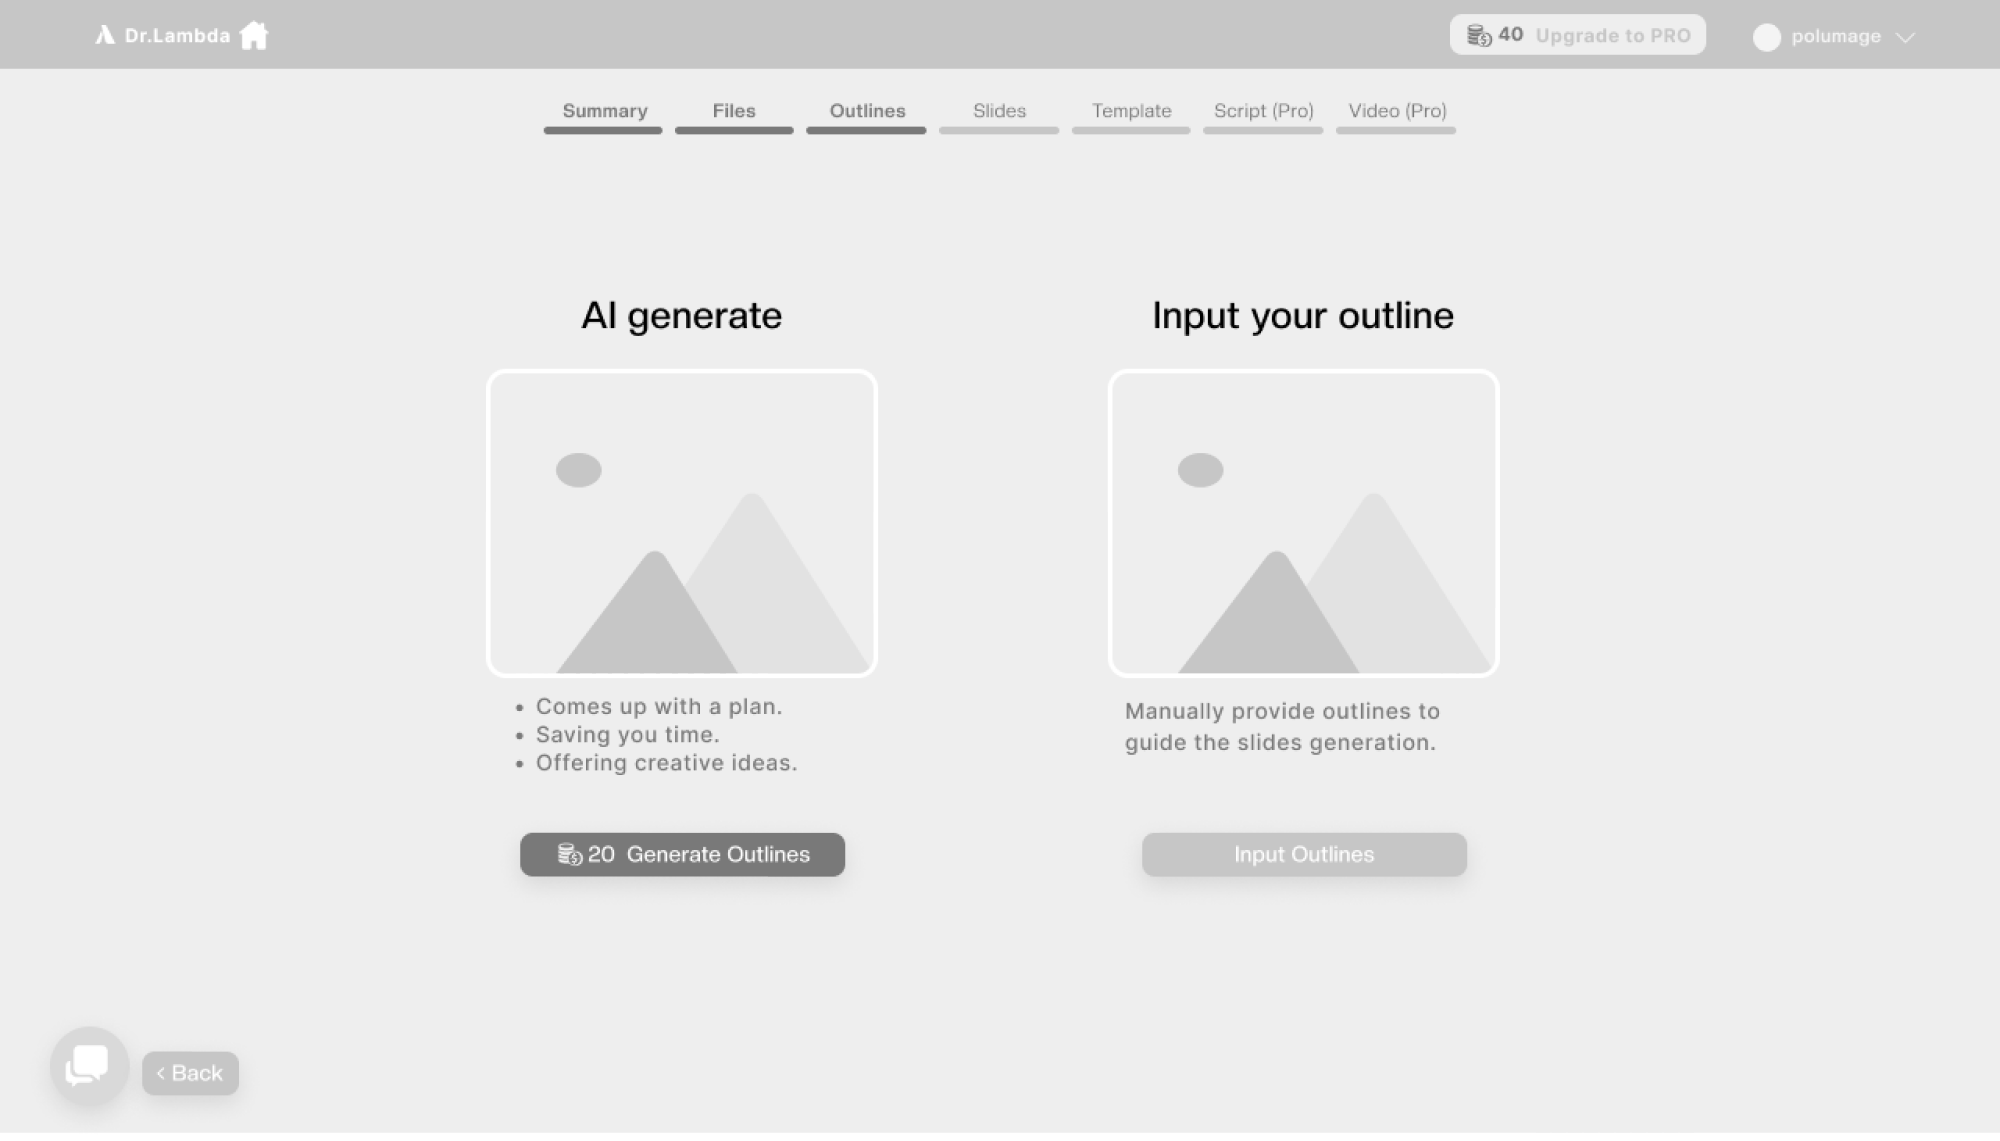 Dr.Lambda
40 Upgrade to PRO
polumage
Summary Files Outlines Slides Template Script (Pro) Video (Pro)
AI generate
Input your outline
• Comes up with a plan.
• Saving you time.
• Offering creative ideas.
Manually provide outlines to
guide the slides generation.
20 Generate Outlines
Input Outlines
< Back